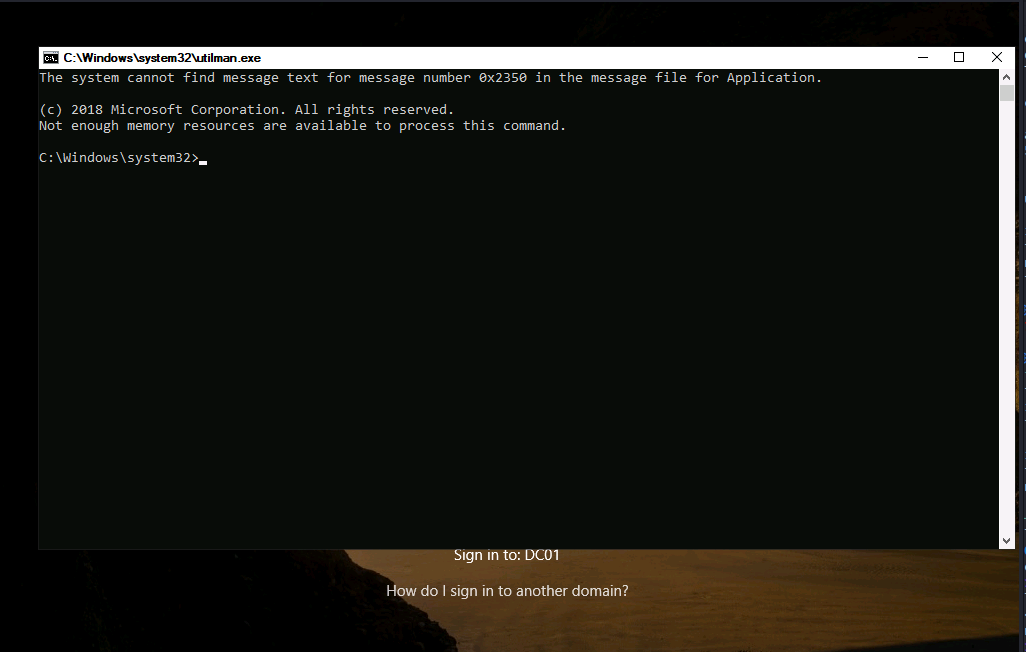 C:\Windows\system32\utilman.exe
The system cannot find message text for message number 0x2350 in the message file for Application.
(c) 2018 Microsoft Corporation. All rights reserved.
Not enough memory resources are available to process this command.
C:\Windows\system32>
Sign in to: DC01
How do I sign in to another domain?